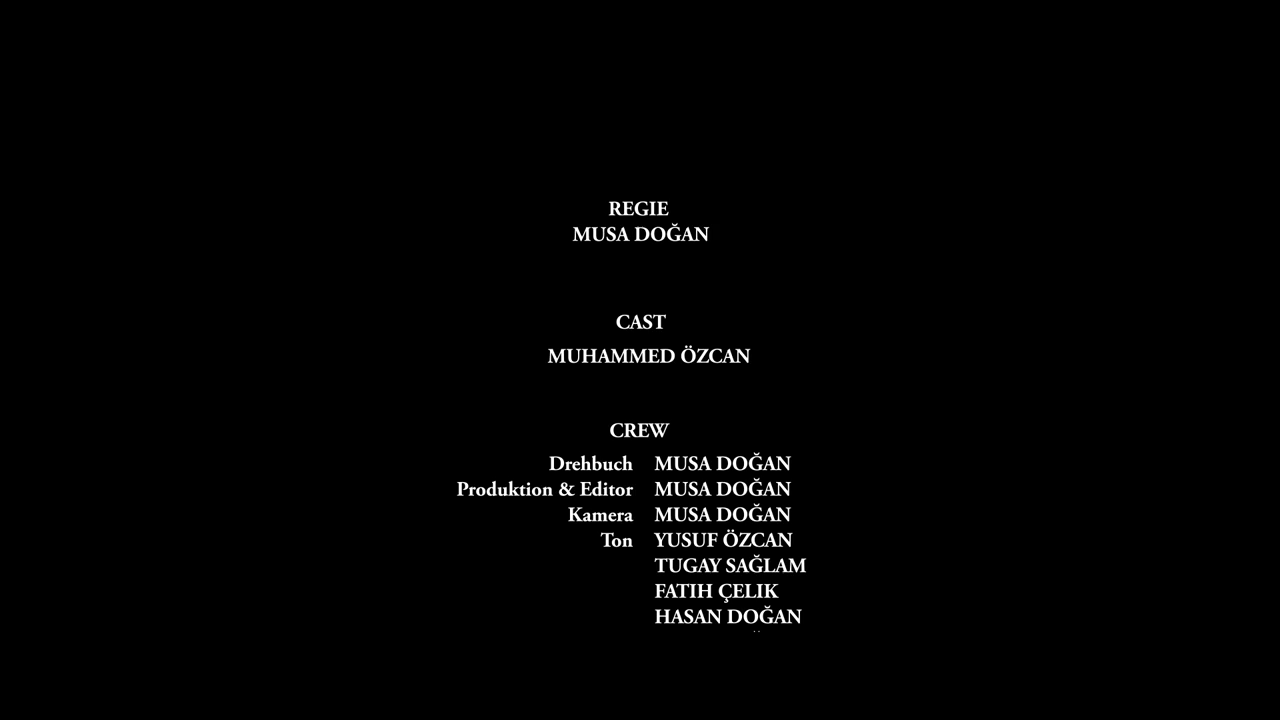 REGIE
MUSA DOĞAN
CAST
MUHAMMED ÖZCAN
CREW
Drehbuch MUSA DOĞAN
Produktion & Editor MUSA DOĞAN
Kamera MUSA DOĞAN
Ton YUSUF ÖZCAN
TUGAY SAĞLAM
FATIH ÇELIK
HASAN DOĞAN